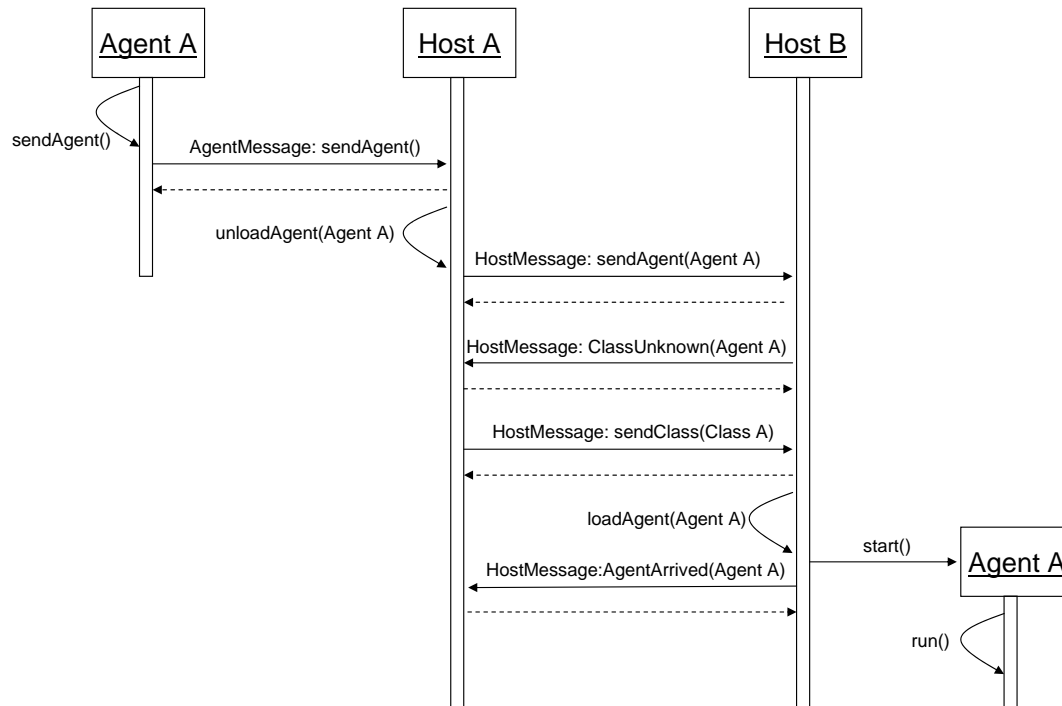 Agent A
Host A
Host B
sendAgent()
AgentMessage: sendAgent()
unloadAgent(Agent A)
HostMessage: sendAgent(Agent A)
HostMessage: ClassUnknown(Agent A)
HostMessage: sendClass(Class A)
loadAgent(Agent A)
start()
Agent A
HostMessage:AgentArrived(Agent A)
run()